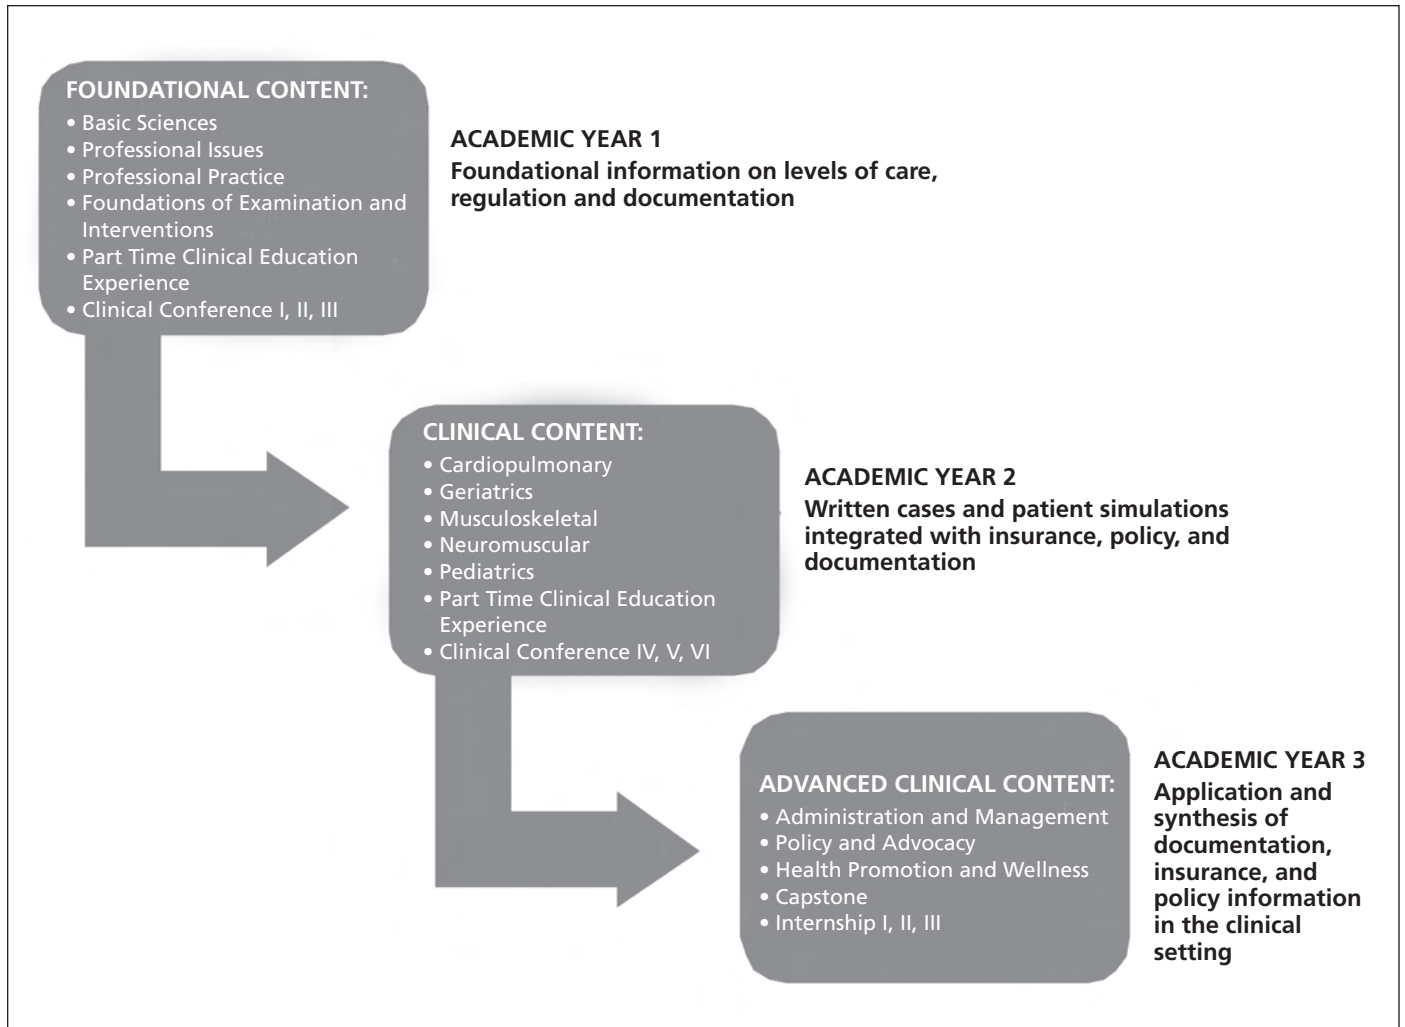 FOUNDATIONAL CONTENT:
• Basic Sciences
• Professional Issues
• Professional Practice
• Foundations of Examination and
Interventions
• Part Time Clinical Education
Experience
• Clinical Conference I, II, III
ACADEMIC YEAR 1
Foundational information on levels of care,
regulation and documentation
CLINICAL CONTENT:
• Cardiopulmonary
• Geriatrics
• Musculoskeletal
• Neuromuscular
• Pediatrics
• Part Time Clinical Education
Experience
• Clinical Conference IV, V, VI
ACADEMIC YEAR 2
Written cases and patient simulations
integrated with insurance, policy, and
documentation
ADVANCED CLINICAL CONTENT:
• Administration and Management
• Policy and Advocacy
• Health Promotion and Wellness
• Capstone
• Internship I, II, III
ACADEMIC YEAR 3
Application and
synthesis of
documentation,
insurance, and
policy information
in the clinical
setting